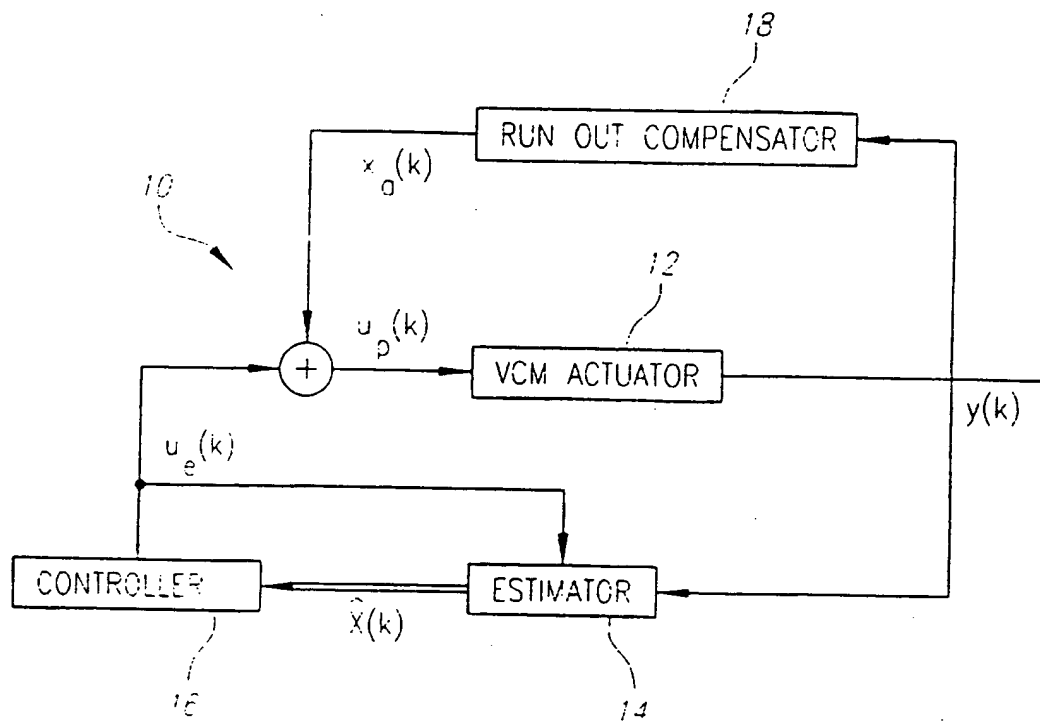 18
RUN OUT COMPENSATOR
x_a(k)
10
12
u_p(k)
+
VCM ACTUATOR
y(k)
u_e(k)
CONTROLLER
ESTIMATOR
X̂(k)
16
14